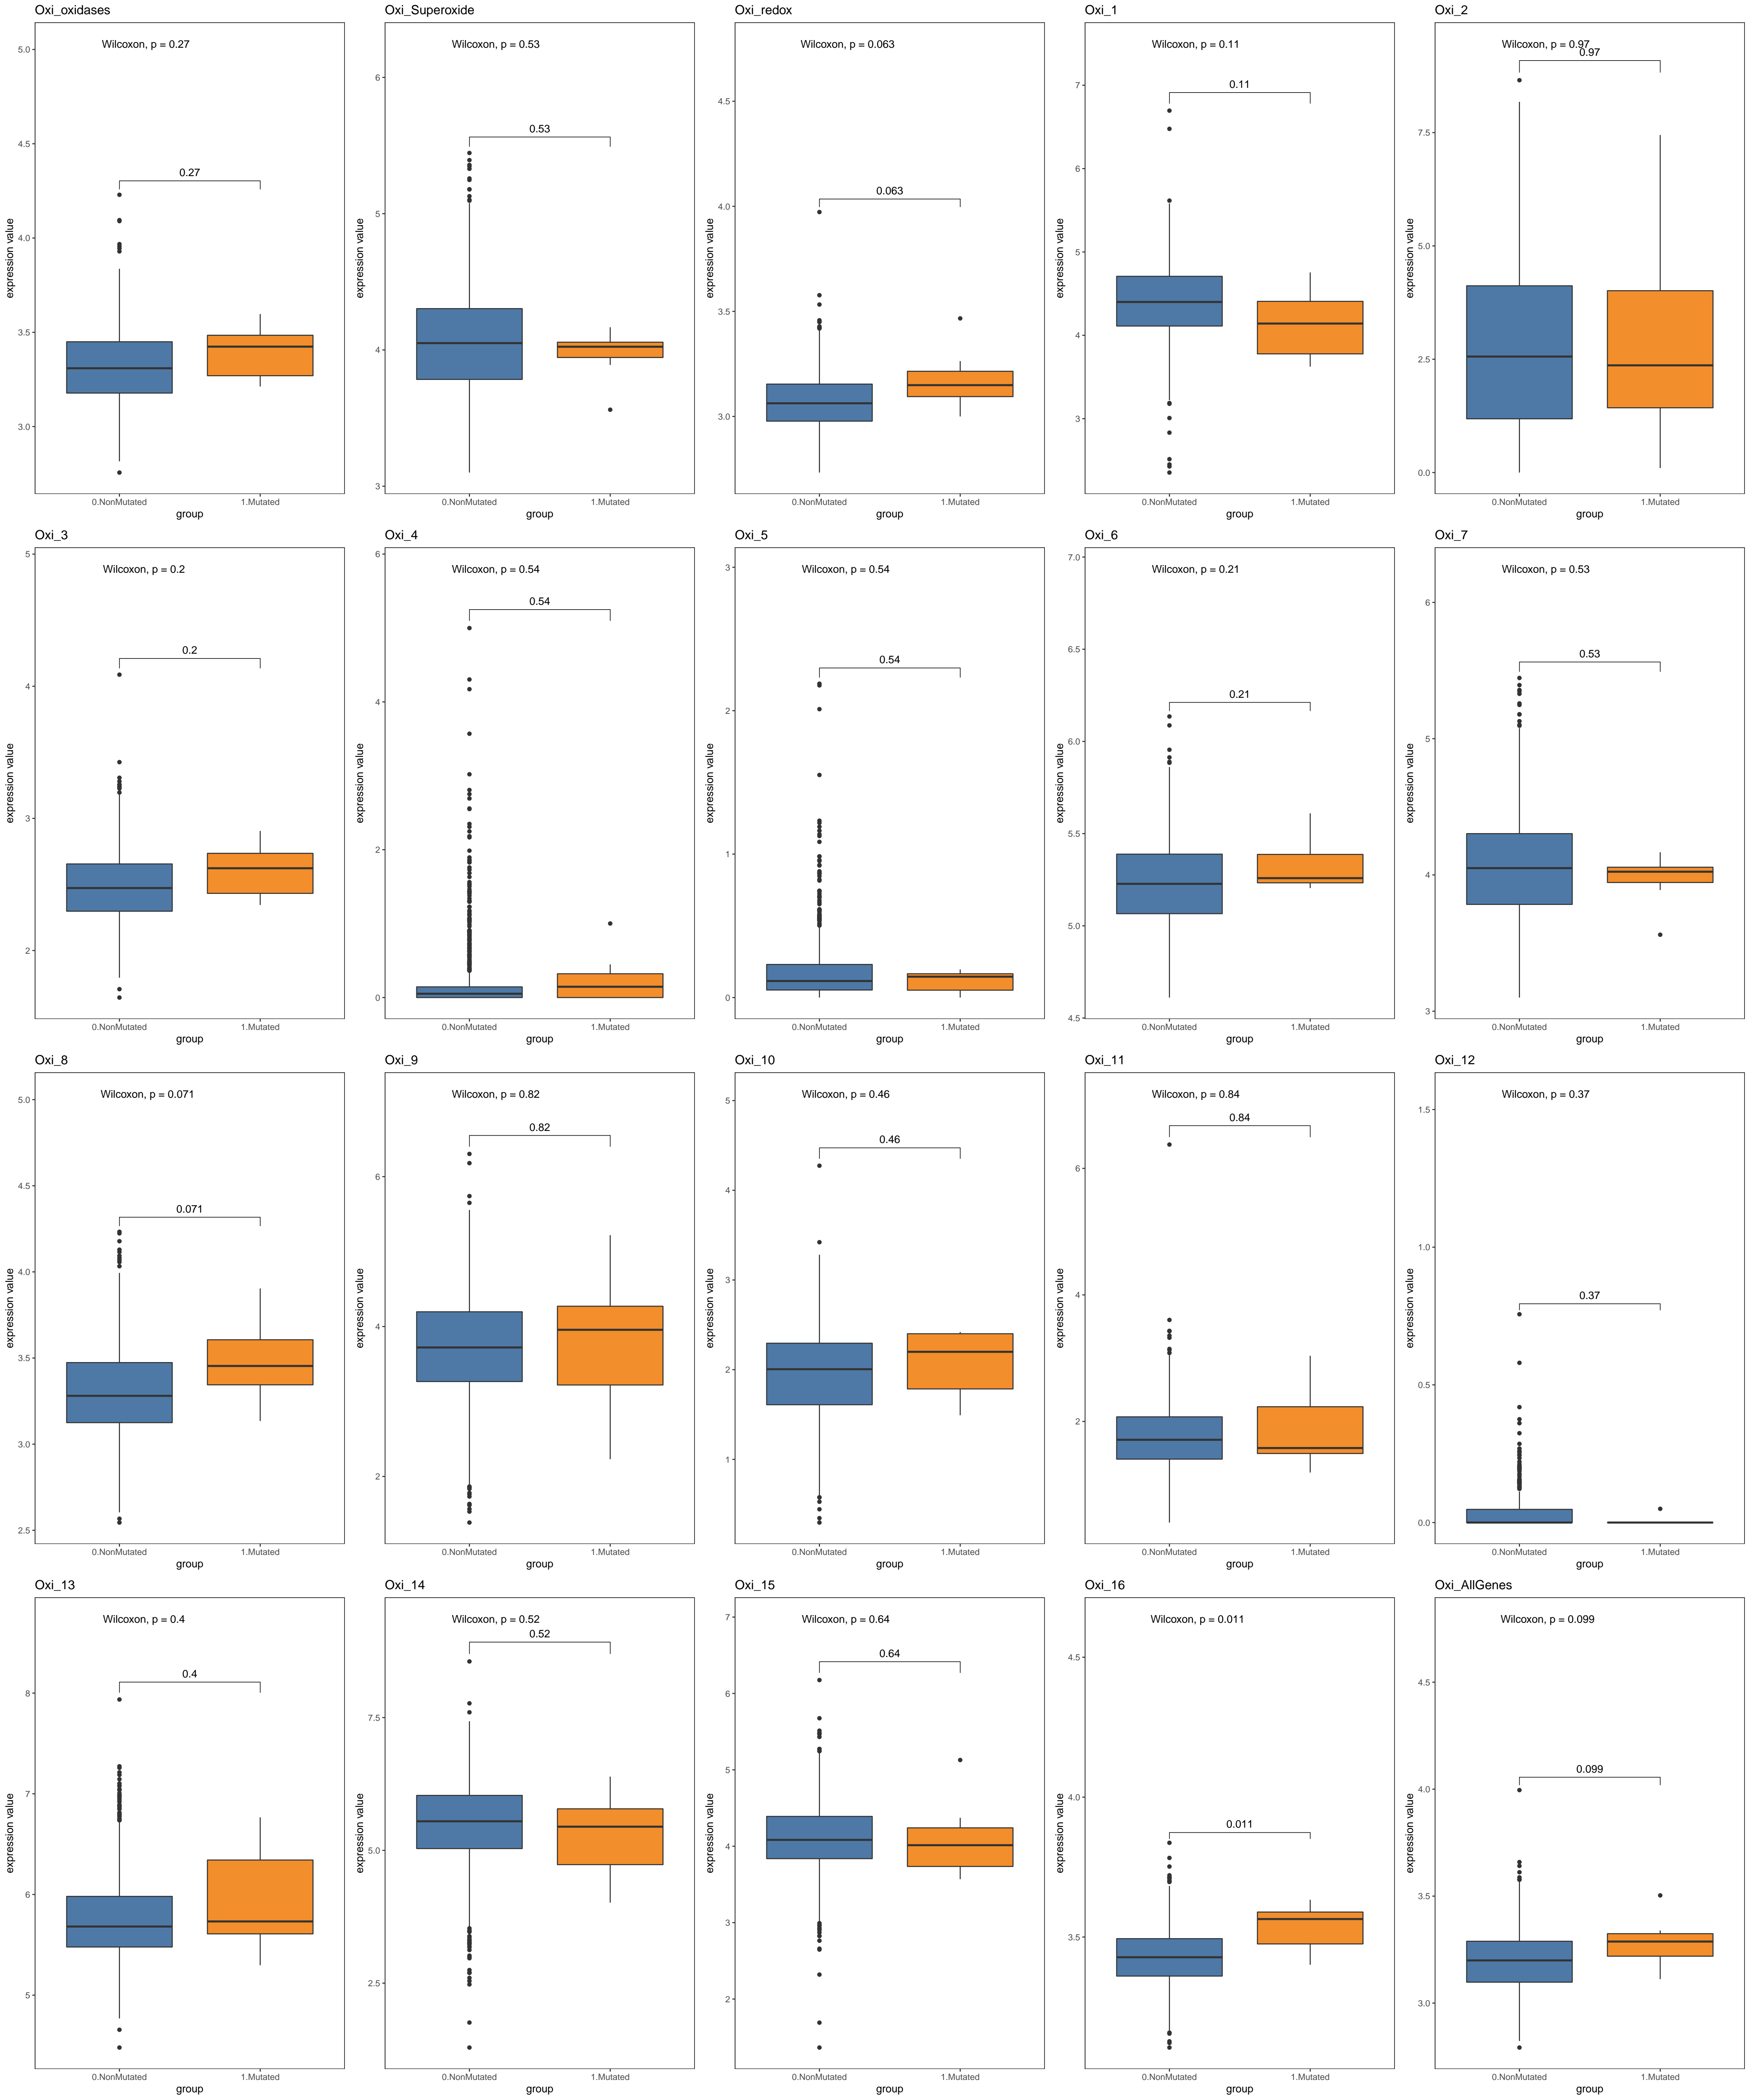 Oxi_oxidases
Wilcoxon, p = 0.27
0.27
5.0
4.5
4.0
3.5
3.0
expression value
0.NonMutated
1.Mutated
group
Oxi_Superoxide
Wilcoxon, p = 0.53
0.53
6
5
4
3
expression value
0.NonMutated
1.Mutated
group
Oxi_redox
Wilcoxon, p = 0.063
0.063
4.5
4.0
3.5
3.0
expression value
0.NonMutated
1.Mutated
group
Oxi_1
Wilcoxon, p = 0.11
0.11
7
6
5
4
3
expression value
0.NonMutated
1.Mutated
group
Oxi_2
Wilcoxon, p = 0.97
0.97
7.5
5.0
2.5
0.0
expression value
0.NonMutated
1.Mutated
group
Oxi_3
Wilcoxon, p = 0.2
0.2
5
4
3
2
expression value
0.NonMutated
1.Mutated
group
Oxi_4
Wilcoxon, p = 0.54
0.54
6
4
2
0
expression value
0.NonMutated
1.Mutated
group
Oxi_5
Wilcoxon, p = 0.54
0.54
3
2
1
0
expression value
0.NonMutated
1.Mutated
group
Oxi_6
Wilcoxon, p = 0.21
0.21
7.0
6.5
6.0
5.5
5.0
4.5
expression value
0.NonMutated
1.Mutated
group
Oxi_7
Wilcoxon, p = 0.53
0.53
6
5
4
3
expression value
0.NonMutated
1.Mutated
group
Oxi_8
Wilcoxon, p = 0.071
0.071
5.0
4.5
4.0
3.5
3.0
2.5
expression value
0.NonMutated
1.Mutated
group
Oxi_9
Wilcoxon, p = 0.82
0.82
6
4
2
expression value
0.NonMutated
1.Mutated
group
Oxi_10
Wilcoxon, p = 0.46
0.46
5
4
3
2
1
expression value
0.NonMutated
1.Mutated
group
Oxi_11
Wilcoxon, p = 0.84
0.84
6
4
2
expression value
0.NonMutated
1.Mutated
group
Oxi_12
Wilcoxon, p = 0.37
0.37
1.5
1.0
0.5
0.0
expression value
0.NonMutated
1.Mutated
group
Oxi_13
Wilcoxon, p = 0.4
0.4
8
7
6
5
expression value
0.NonMutated
1.Mutated
group
Oxi_14
Wilcoxon, p = 0.52
0.52
7.5
5.0
2.5
expression value
0.NonMutated
1.Mutated
group
Oxi_15
Wilcoxon, p = 0.64
0.64
7
6
5
4
3
2
expression value
0.NonMutated
1.Mutated
group
Oxi_16
Wilcoxon, p = 0.011
0.011
4.5
4.0
3.5
expression value
0.NonMutated
1.Mutated
group
Oxi_AllGenes
Wilcoxon, p = 0.099
0.099
4.5
4.0
3.5
3.0
expression value
0.NonMutated
1.Mutated
group